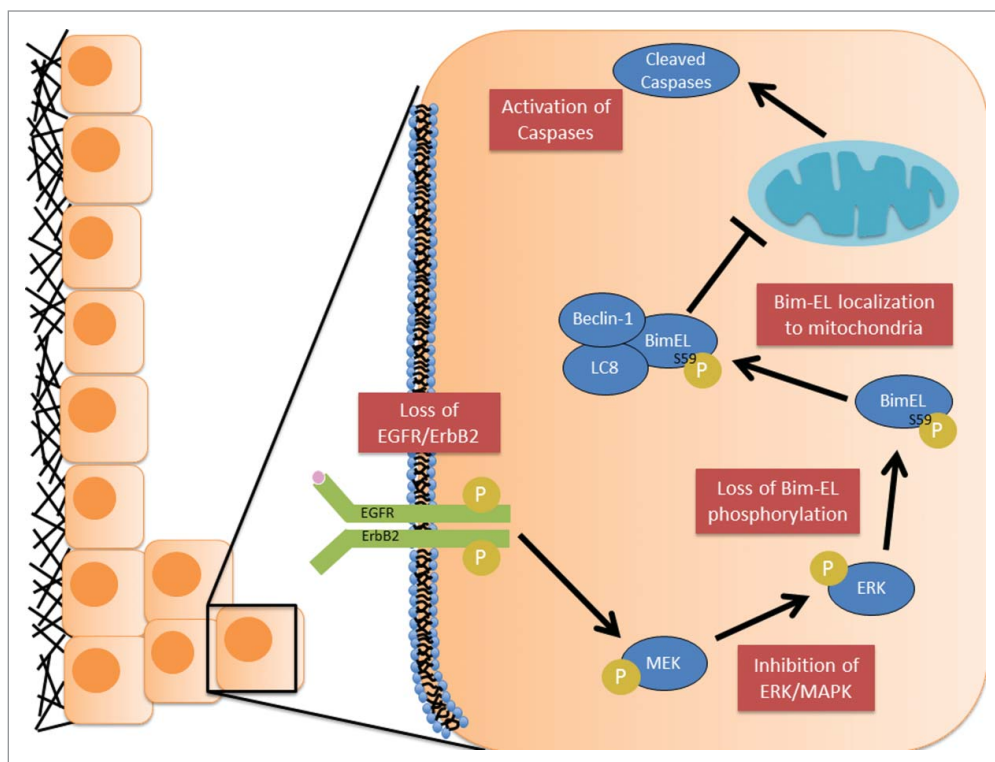 Cleaved
Caspases
Activation of
Caspases
Beclin-1
BimEL
S59
P
LC8
Bim-EL localization
to mitochondria
BimEL
S59
P
Loss of
EGFR/ErbB2
P
EGFR
ErbB2
P
Loss of Bim-EL
phosphorylation
P
ERK
MEK
P
Inhibition of
ERK/MAPK